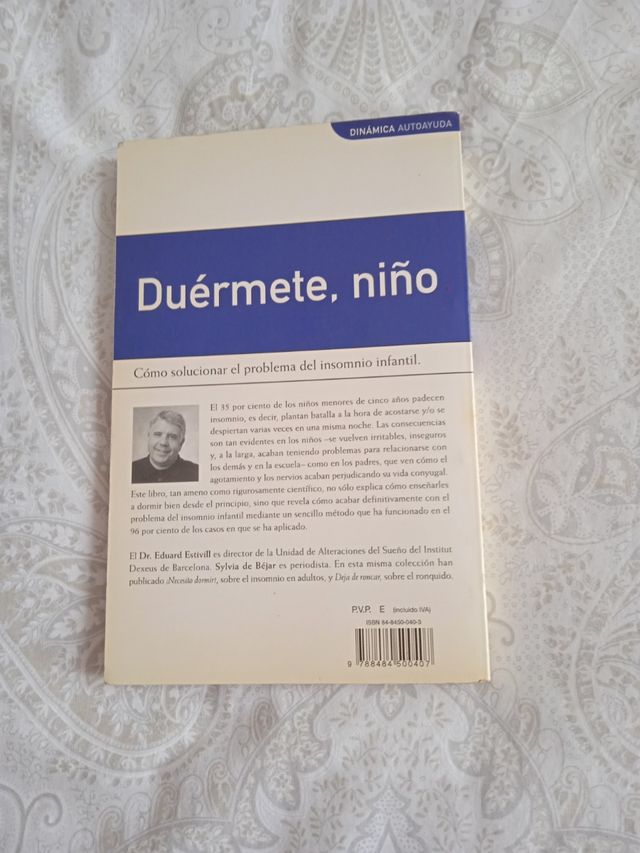 DINÁMICA AUTOAYUDA
Duérmete, niño
Cómo solucionar el problema del insomnio infantil.
El 35 por ciento de los niños menores de cinco años padecen
insomnio, es decir, plantan batalla a la hora de acostarse y/o se
despiertan varias veces en una misma noche. Las consecuencias
son tan evidentes en los niños –se vuelven irritables, inseguros
y, a la larga, acaban teniendo problemas para relacionarse con
los demás y en la escuela– como en los padres, que ven cómo el
agotamiento y los nervios acaban perjudicando su vida conyugal.
Este libro, tan ameno como rigurosamente científico, no sólo explica cómo enseñarles
a dormir bien desde el principio, sino que revela cómo acabar definitivamente con el
problema del insomnio infantil mediante un sencillo método que ha funcionado en el
96 por ciento de los casos en que se ha aplicado.
El Dr. Eduard Estivill es director de la Unidad de Alteraciones del Sueño del Institut
Dexeus de Barcelona. Sylvia de Béjar es periodista. En esta misma colección han
publicado ¡Necesito dormir!, sobre el insomnio en adultos, y Deja de roncar, sobre el ronquido.
P.V.P. E (incluido IVA)
ISBN 84-8450-040-5
9 788484 500407